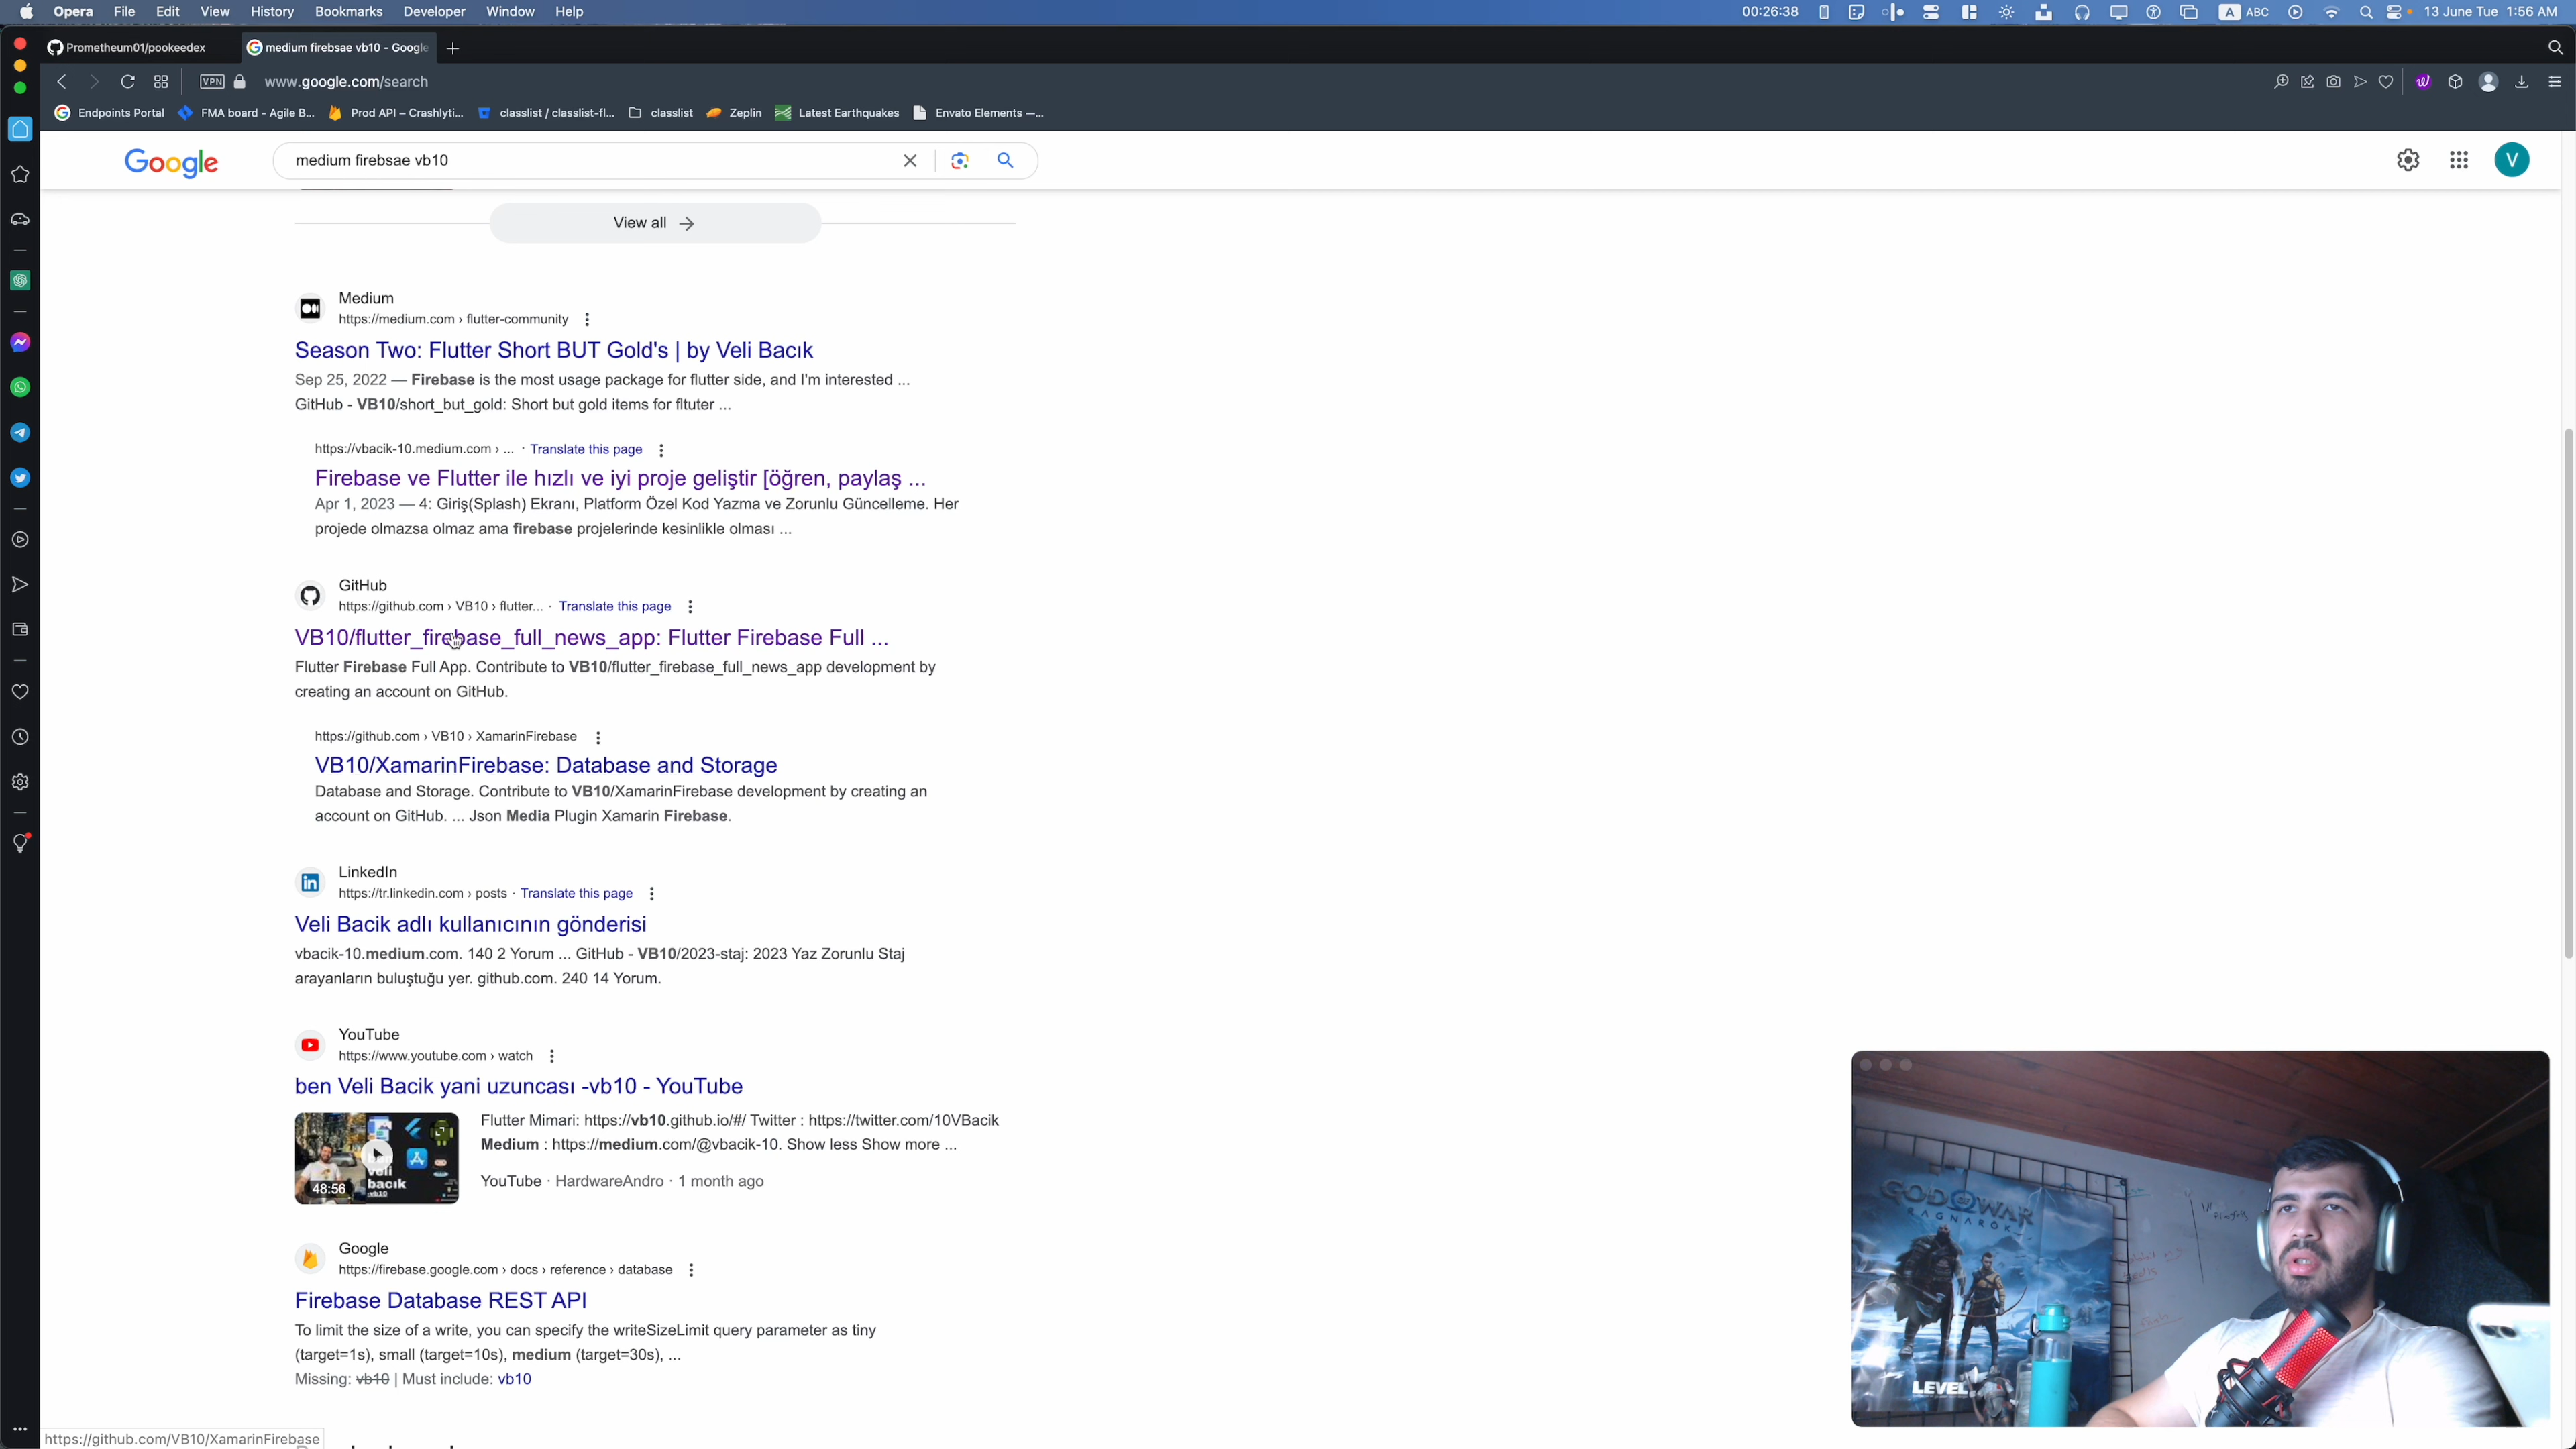 Opera File Edit View History Bookmarks Developer Window Help 00:26:38 A ABC 13 June Tue 1:56 AM
Prometheum01/pookeedex medium firebsae vb10 - Google
VPN www.google.com/search
Endpoints Portal FMA board - Agile B... Prod API – Crashlyti... classlist / classlist-fl... classlist Zeplin Latest Earthquakes Envato Elements —...
Google medium firebsae vb10 V
View all
Medium
https://medium.com › flutter-community
Season Two: Flutter Short BUT Gold's | by Veli Bacık
Sep 25, 2022 — Firebase is the most usage package for flutter side, and I'm interested ...
GitHub - VB10/short_but_gold: Short but gold items for fltuter ...
https://vbacik-10.medium.com › ... · Translate this page
Firebase ve Flutter ile hızlı ve iyi proje geliştir [öğren, paylaş ...
Apr 1, 2023 — 4: Giriş(Splash) Ekranı, Platform Özel Kod Yazma ve Zorunlu Güncelleme. Her
projede olmazsa olmaz ama firebase projelerinde kesinlikle olması ...
GitHub
https://github.com › VB10 › flutter... · Translate this page
VB10/flutter_firebase_full_news_app: Flutter Firebase Full ...
Flutter Firebase Full App. Contribute to VB10/flutter_firebase_full_news_app development by
creating an account on GitHub.
https://github.com › VB10 › XamarinFirebase
VB10/XamarinFirebase: Database and Storage
Database and Storage. Contribute to VB10/XamarinFirebase development by creating an
account on GitHub. ... Json Media Plugin Xamarin Firebase.
LinkedIn
https://tr.linkedin.com › posts · Translate this page
Veli Bacik adlı kullanıcının gönderisi
vbacik-10.medium.com. 140 2 Yorum ... GitHub - VB10/2023-staj: 2023 Yaz Zorunlu Staj
arayanların buluştuğu yer. github.com. 240 14 Yorum.
YouTube
https://www.youtube.com › watch
ben Veli Bacik yani uzuncası -vb10 - YouTube
Flutter Mimari: https://vb10.github.io/#/ Twitter : https://twitter.com/10VBacik
Medium : https://medium.com/@vbacik-10. Show less Show more ...
YouTube · HardwareAndro · 1 month ago
veli
bacık
-vb10
48:56
Google
https://firebase.google.com › docs › reference › database
Firebase Database REST API
To limit the size of a write, you can specify the writeSizeLimit query parameter as tiny
(target=1s), small (target=10s), medium (target=30s), ...
Missing: vb10 | Must include: vb10
https://github.com/VB10/XamarinFirebase
GOD OF WAR
RAGNARÖK
LEVEL